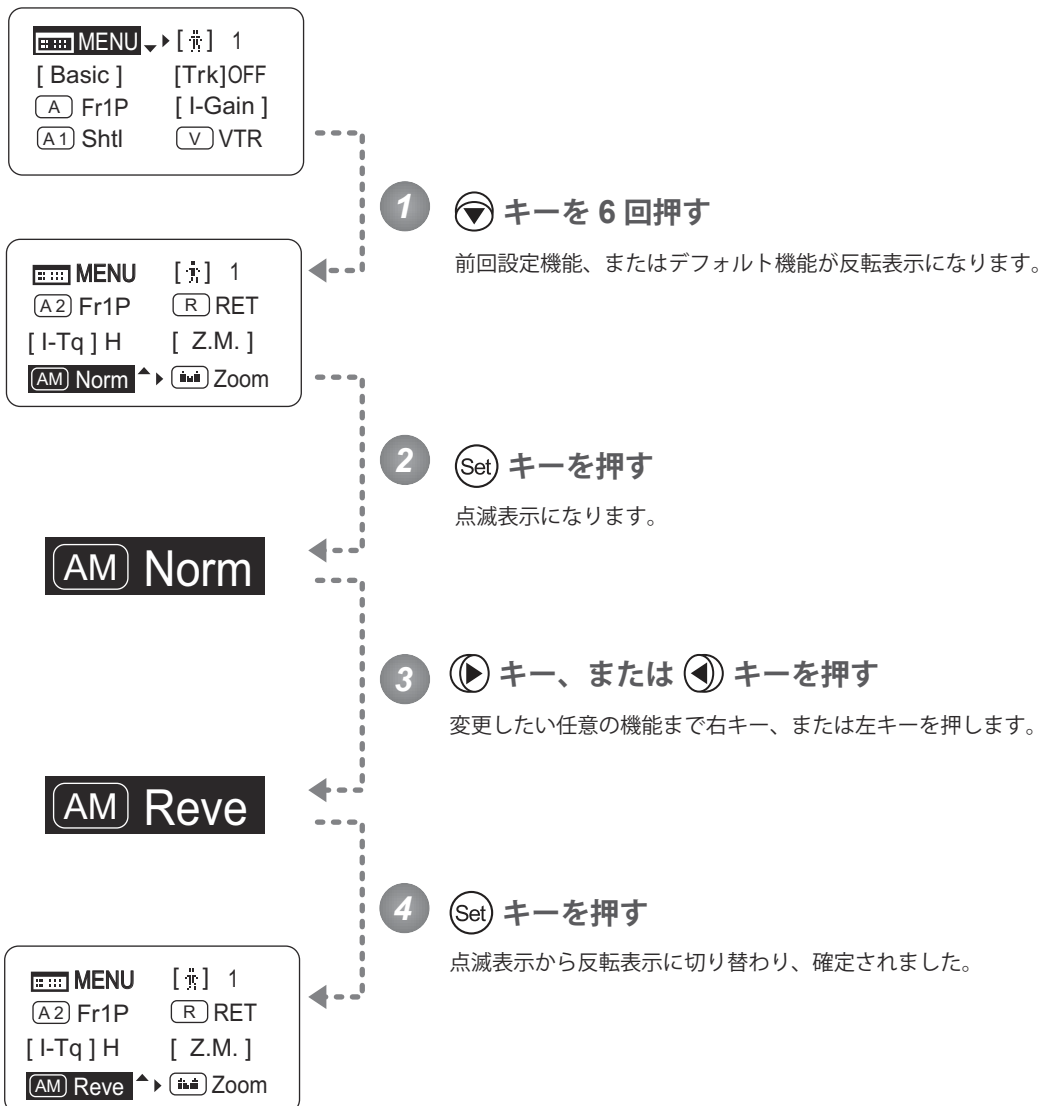 MENU [ ] 1
[ Basic ] [Trk]OFF
A Fr1P [ I-Gain ]
A1 Shtl V VTR
1 キーを 6 回押す
前回設定機能、またはデフォルト機能が反転表示になります。
MENU [ ] 1
A2 Fr1P R RET
[ I-Tq ] H [ Z.M. ]
AM Norm Zoom
2 Set キーを押す
点滅表示になります。
AM Norm
3 キー、または キーを押す
変更したい任意の機能まで右キー、または左キーを押します。
AM Reve
4 Set キーを押す
点滅表示から反転表示に切り替わり、確定されました。
MENU [ ] 1
A2 Fr1P R RET
[ I-Tq ] H [ Z.M. ]
AM Reve Zoom